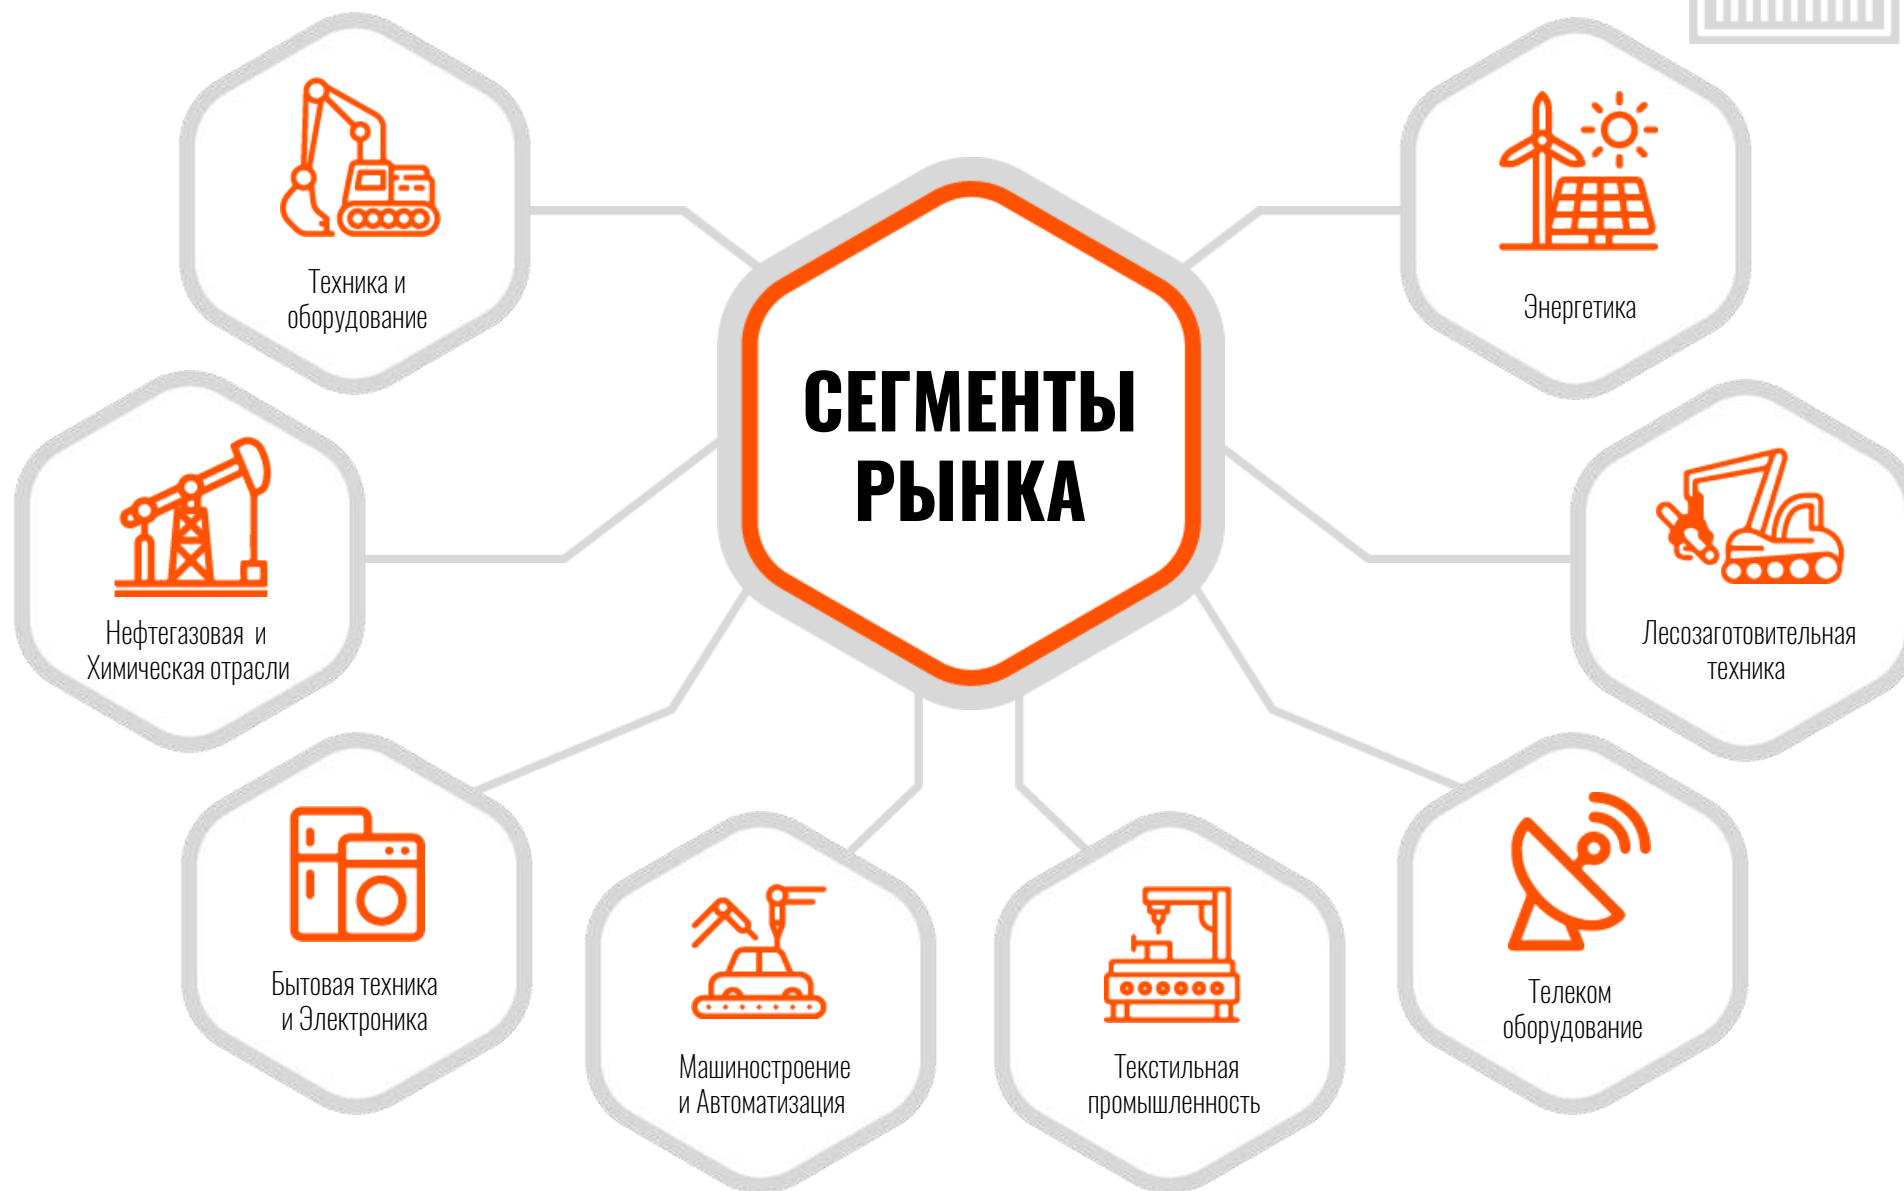 Техника и
оборудование
Энергетика
СЕГМЕНТЫ
РЫНКА
Нефтегазовая и
Химическая отрасли
Лесозаготовительная
техника
Бытовая техника
и Электроника
Машиностроение
и Автоматизация
Текстильная
промышленность
Телеком
оборудование